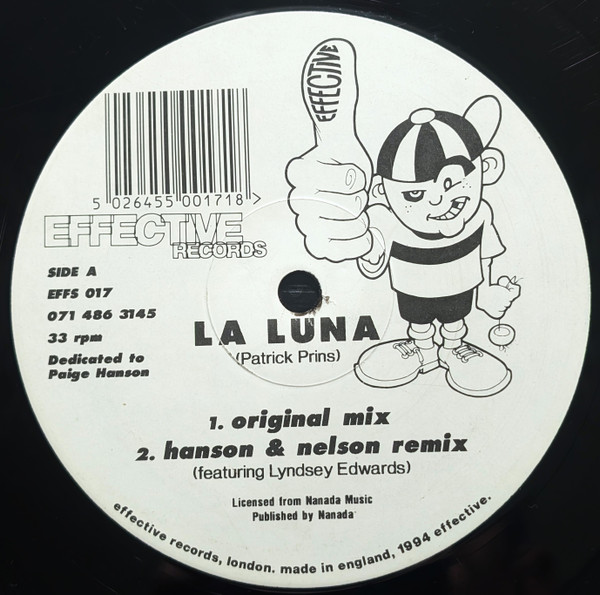 EFFECTIVE
5 026455 001718 >
EFFECTIVE
RECORDS
SIDE A
EFFS 017
071 486 3145
33 rpm
Dedicated to
Paige Hanson
LA LUNA
(Patrick Prins)
1. original mix
2. hanson & nelson remix
(featuring Lyndsey Edwards)
Licensed from Nanada Music
Published by Nanada
effective records, london. made in england, 1994 effective.